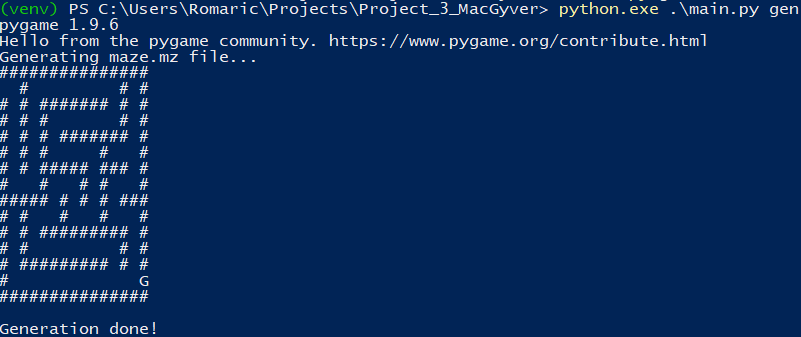 (venv) PS C:\Users\Romaric\Projects\Project_3_MacGyver> python.exe .\main.py gen
pygame 1.9.6
Hello from the pygame community. https://www.pygame.org/contribute.html
Generating maze.mz file...
###############
  #         # #
# # ####### # #
# # #       # #
# # # ####### #
# # #     #   #
# # ##### ### #
#   #   # #   #
##### # # # ###
# #   #   #   #
# # ######### #
# #         # #
# ######### # #
#             G
###############

Generation done!